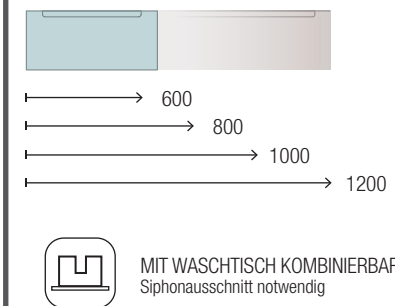 600
800
1000
1200
MIT WASCHTISCH KOMBINIERBAR
Siphonausschnitt notwendig